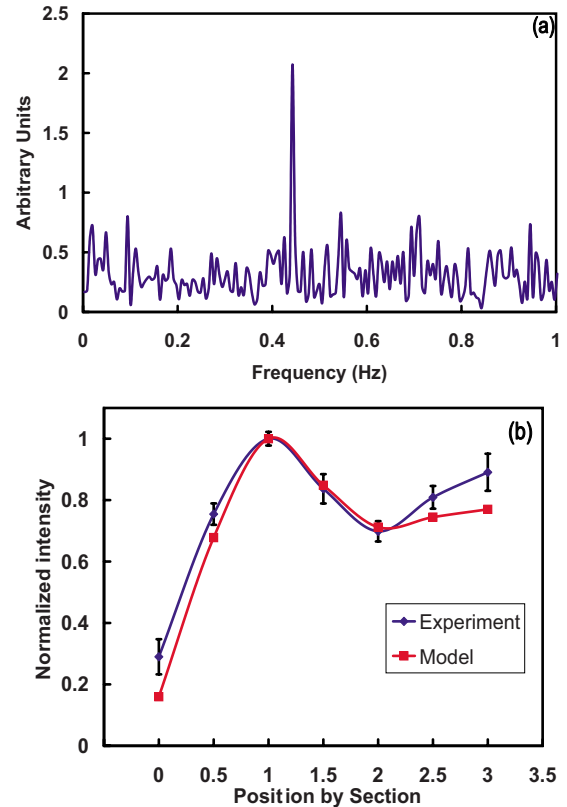 (a)
2.5
2
1.5
1
0.5
0
Arbitrary Units
0 0.2 0.4 0.6 0.8 1
Frequency (Hz)
(b)
1
0.8
0.6
0.4
0.2
0
Normalized intensity
Experiment
Model
0 0.5 1 1.5 2 2.5 3 3.5
Position by Section